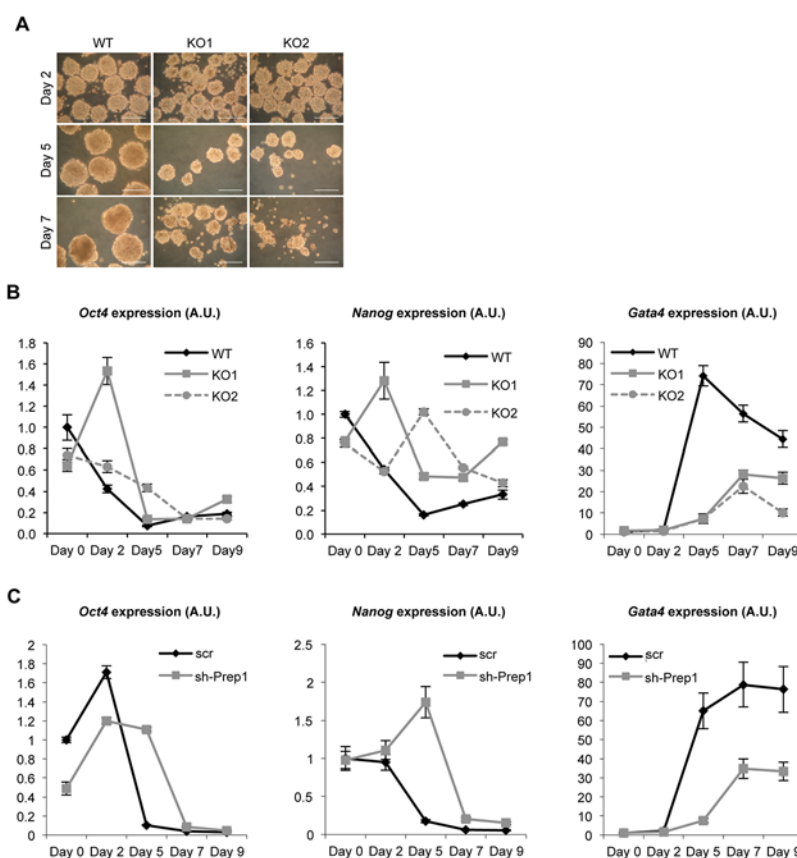 A
WT KO1 KO2
Day 2
Day 5
Day 7
B
Oct4 expression (A.U.)
1.8
1.6
1.4
1.2
1.0
0.8
0.6
0.4
0.2
0.0
WT
KO1
KO2
Day 0 Day 2 Day5 Day7 Day9
Nanog expression (A.U.)
1.6
1.4
1.2
1.0
0.8
0.6
0.4
0.2
0.0
WT
KO1
KO2
Day 0 Day 2 Day5 Day7 Day9
Gata4 expression (A.U.)
90
80
70
60
50
40
30
20
10
0
WT
KO1
KO2
Day 0 Day 2 Day5 Day7 Day9
C
Oct4 expression (A.U.)
2
1.8
1.6
1.4
1.2
1
0.8
0.6
0.4
0.2
0
scr
sh-Prep1
Day 0 Day 2 Day 5 Day 7 Day 9
Nanog expression (A.U.)
2.5
2
1.5
1
0.5
0
scr
sh-Prep1
Day 0 Day 2 Day 5 Day 7 Day 9
Gata4 expression (A.U.)
100
90
80
70
60
50
40
30
20
10
0
scr
sh-Prep1
Day 0 Day 2 Day 5 Day 7 Day 9